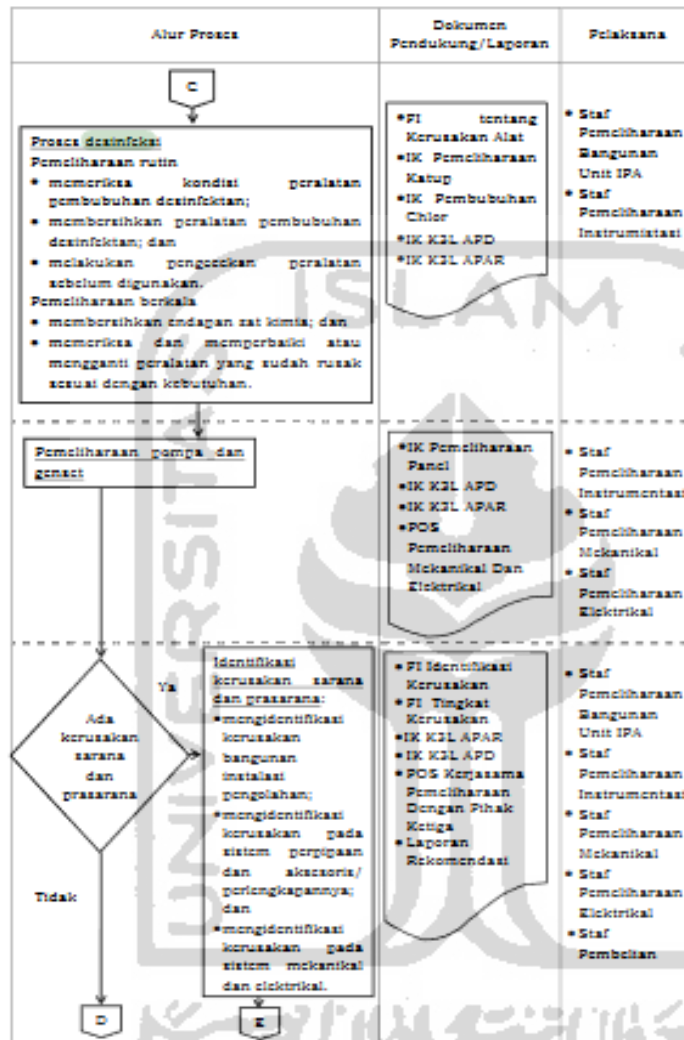 Alur Proses
Dokumen
Pendukung/Laporan
Pelaksana
C
Proses desinfeksi
Pemeliharaan rutin
• memeriksa kondisi peralatan
pembubuhan desinfektan;
• membersihkan peralatan pembubuhan
desinfektan; dan
• melakukan pengecekan peralatan
sebelum digunakan.
Pemeliharaan berkala
• membersihkan endapan zat kimia; dan
• memeriksa dan memperbaiki atau
mengganti peralatan yang sudah rusak
sesuai dengan kebutuhan.
•FI tentang
Kerusakan Alat
•IK Pemeliharaan
Katup
•IK Pembubuhan
Chlor
•IK K3L APD
•IK K3L APAR
• Staf
Pemeliharaan
Bangunan
Unit IPA
• Staf
Pemeliharaan
Instrumistasi
Pemeliharaan pompa dan
genset
•IK Pemeliharaan
Panel
•IK K3L APD
•IK K3L APAR
•POS
Pemeliharaan
Mekanikal Dan
Elektrikal
• Staf
Pemeliharaan
Instrumentasi
• Staf
Pemeliharaan
Mekanikal
• Staf
Pemeliharaan
Elektrikal
Ada
kerusakan
sarana
dan
prasarana
Ya
Tidak
Identifikasi
kerusakan sarana
dan prasarana:
•mengidentifikasi
kerusakan
bangunan
instalasi
pengolahan;
•mengidentifikasi
kerusakan pada
sistem perpipaan
dan aksesoris/
perlengkapannya;
dan
•mengidentifikasi
kerusakan pada
sistem mekanikal
dan elektrikal.
• FI Identifikasi
Kerusakan
• FI Tingkat
Kerusakan
•IK K3L APAR
• IK K3L APD
• POS Kerjasama
Pemeliharaan
Dengan Pihak
Ketiga
• Laporan
Rekomendasi
• Staf
Pemeliharaan
Bangunan
Unit IPA
• Staf
Pemeliharaan
Instrumentasi
• Staf
Pemeliharaan
Mekanikal
• Staf
Pemeliharaan
Elektrikal
• Staf
Pembelian
D
E
UNIVERSITAS
ISLAM